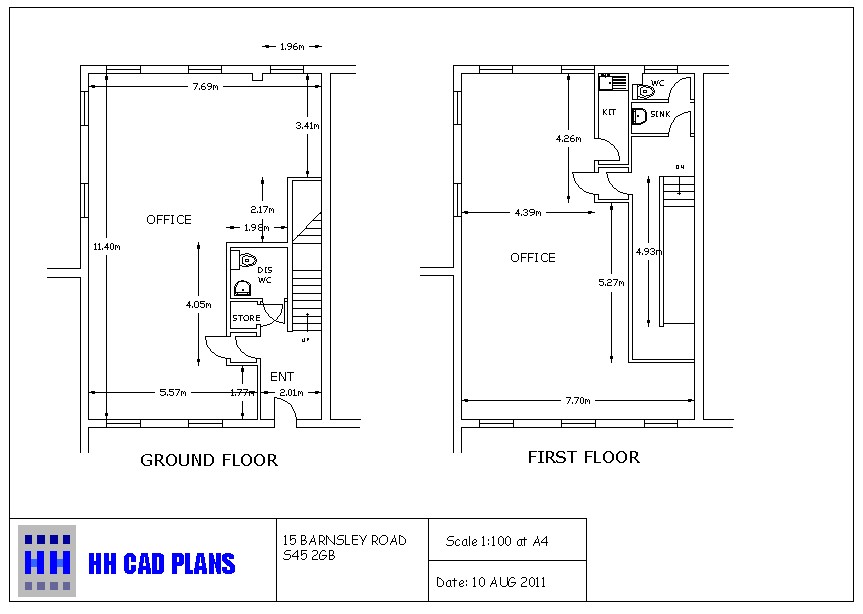 1.96m
7.69m
3.41m
2.17m
OFFICE
1.98m
11.40m
DIS
WC
4.05m
STORE
UP
ENT
5.57m
1.77m
2.01m
GROUND FLOOR
WC
KIT
SINK
4.26m
DN
4.39m
4.93m
OFFICE
5.27m
7.70m
FIRST FLOOR
HH
HH CAD PLANS
15 BARNSLEY ROAD
S45 2GB
Scale 1:100 at A4
Date: 10 AUG 2011